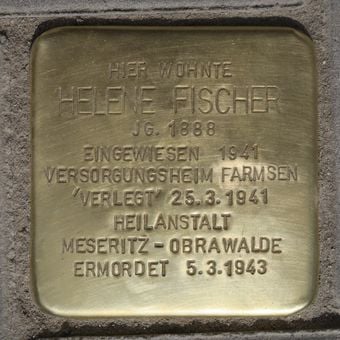 HIER WOHNTE
HELENE FISCHER
JG. 1888
EINGEWIESEN 1941
VERSORGUNGSHEIM FARMSEN
'VERLEGT' 25.3.1941
HEILANSTALT
MESERITZ-OBRAWALDE
ERMORDET 5.3.1943